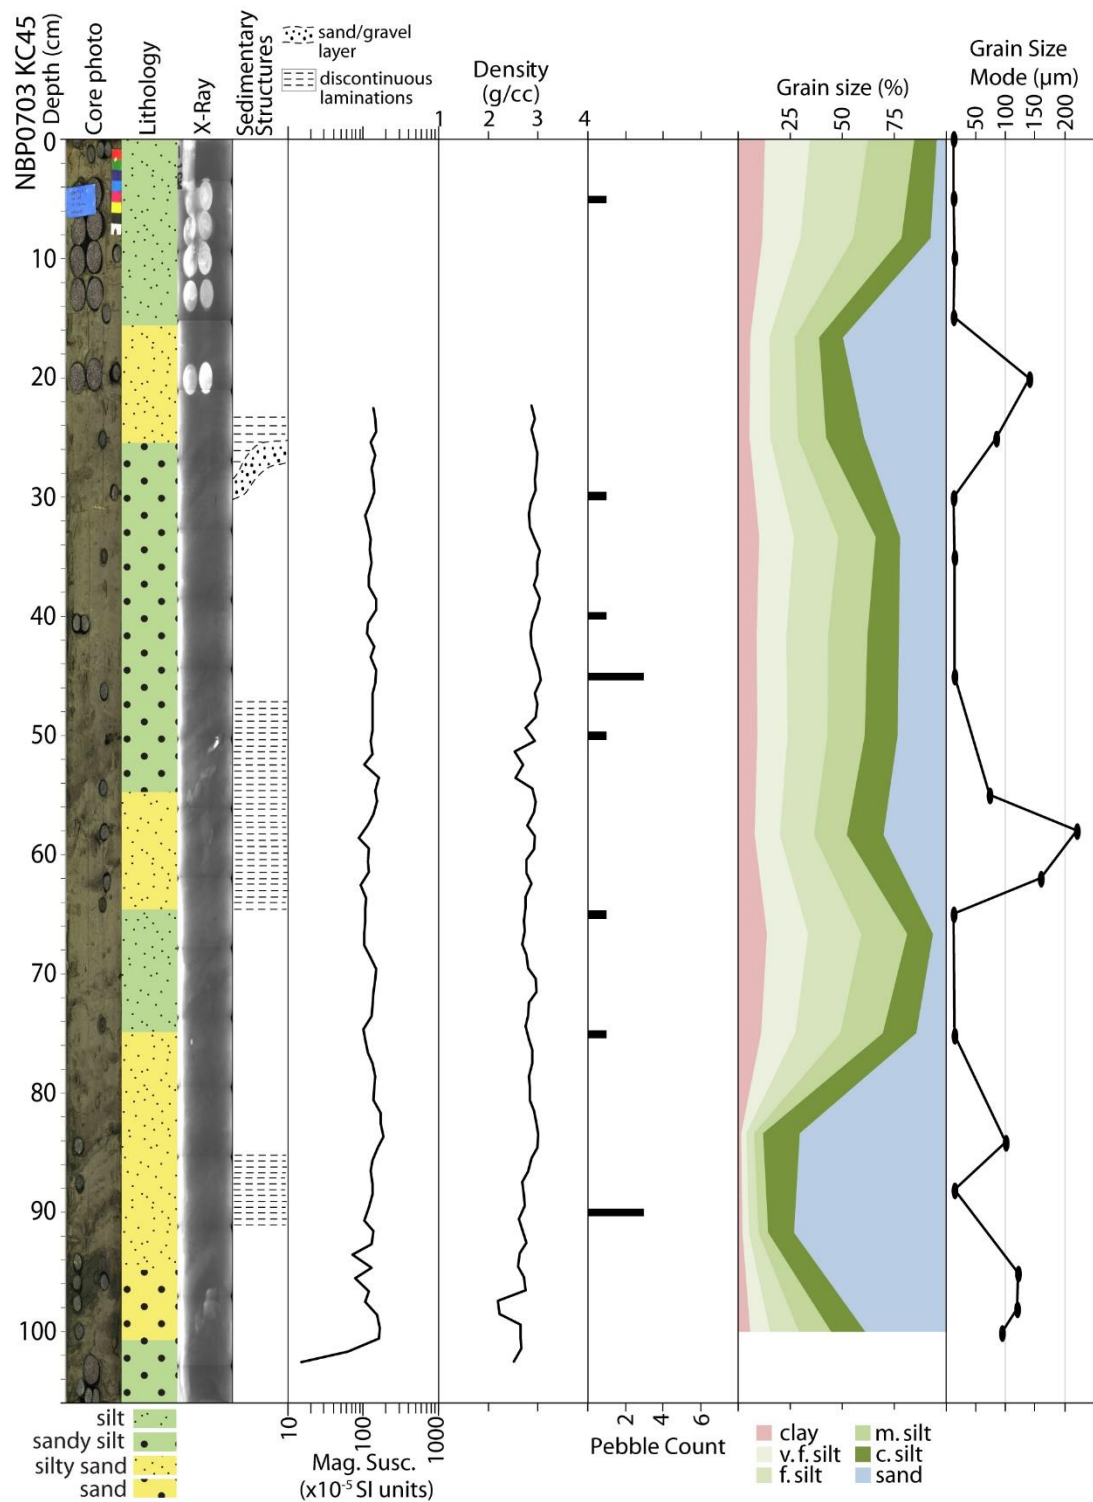 NBP0703 KC45
Depth (cm)
Core photo
Lithology
X-Ray
Sedimentary
Structures
sand/gravel
layer
discontinuous
laminations
Density
(g/cc)
1 2 3 4
Grain size (%)
25 50 75
Grain Size
Mode (μm)
50 100 150 200
0
10
20
30
40
50
60
70
80
90
100
silt
sandy silt
silty sand
sand
10 100 1000
Mag. Susc.
(x10⁻⁵ SI units)
2 4 6
Pebble Count
clay
v. f. silt
f. silt
m. silt
c. silt
sand